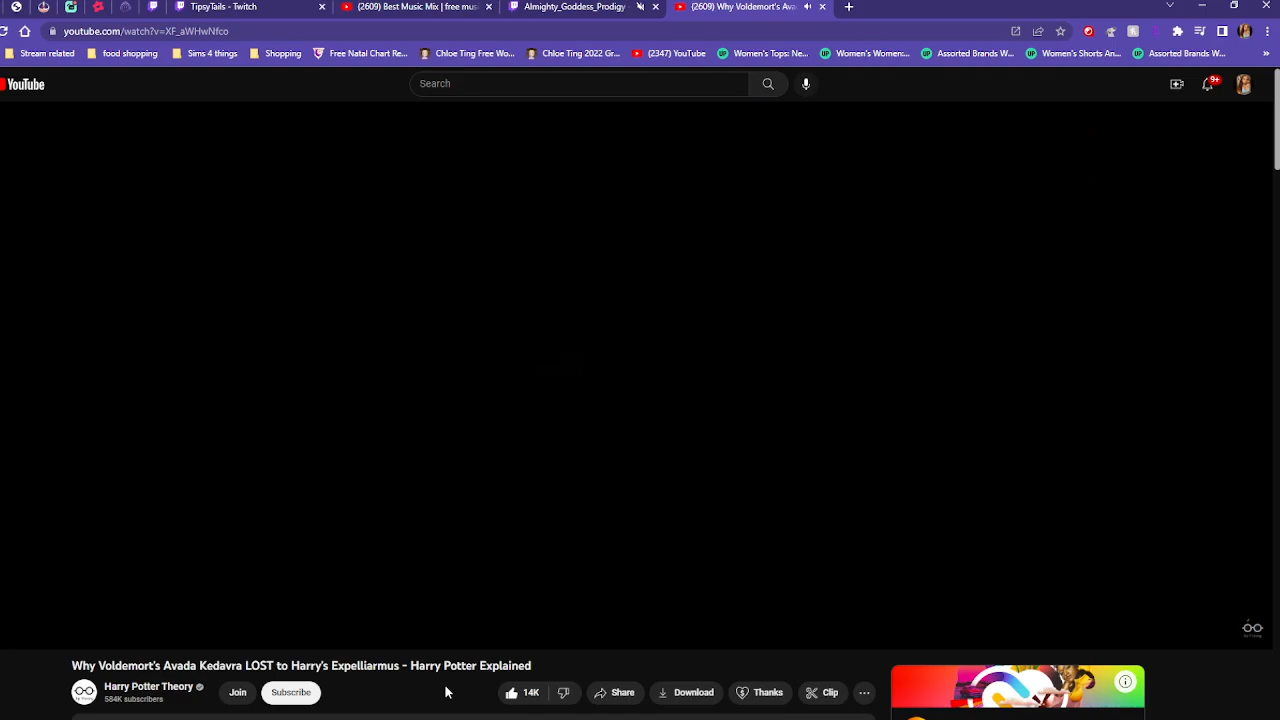 TipsyTails - Twitch
(2609) Best Music Mix | free mus
Almighty_Goddess_Prodigy -
(2609) Why Voldemort's Ava
youtube.com/watch?v=XF_aWHwNfco
Stream related
food shopping
Sims 4 things
Shopping
Free Natal Chart Re...
Chloe Ting Free Wo...
Chloe Ting 2022 Gr...
(2347) YouTube
Women's Tops: Ne...
Women's Women:...
Assorted Brands W...
Women's Shorts An...
Assorted Brands W...
YouTube
Search
9+
Why Voldemort's Avada Kedavra LOST to Harry's Expelliarmus - Harry Potter Explained
Harry Potter Theory
584K subscribers
Join
Subscribe
14K
Share
Download
Thanks
Clip